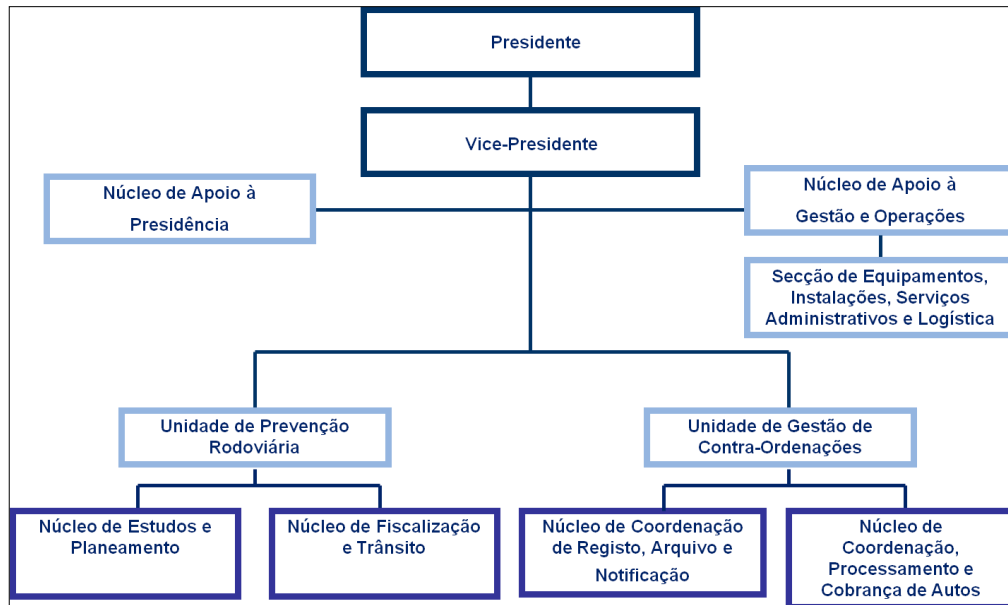 Presidente
Vice-Presidente
Núcleo de Apoio à
Presidência
Núcleo de Apoio à
Gestão e Operações
Secção de Equipamentos,
Instalações, Serviços
Administrativos e Logística
Unidade de Prevenção
Rodoviária
Unidade de Gestão de
Contra-Ordenações
Núcleo de Estudos e
Planeamento
Núcleo de Fiscalização
e Trânsito
Núcleo de Coordenação
de Registo, Arquivo e
Notificação
Núcleo de
Coordenação,
Processamento e
Cobrança de Autos